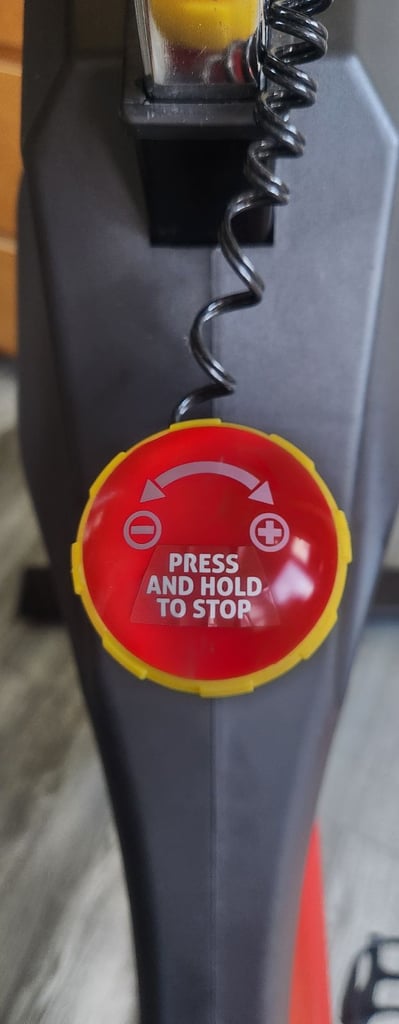 PRESS
AND HOLD
TO STOP